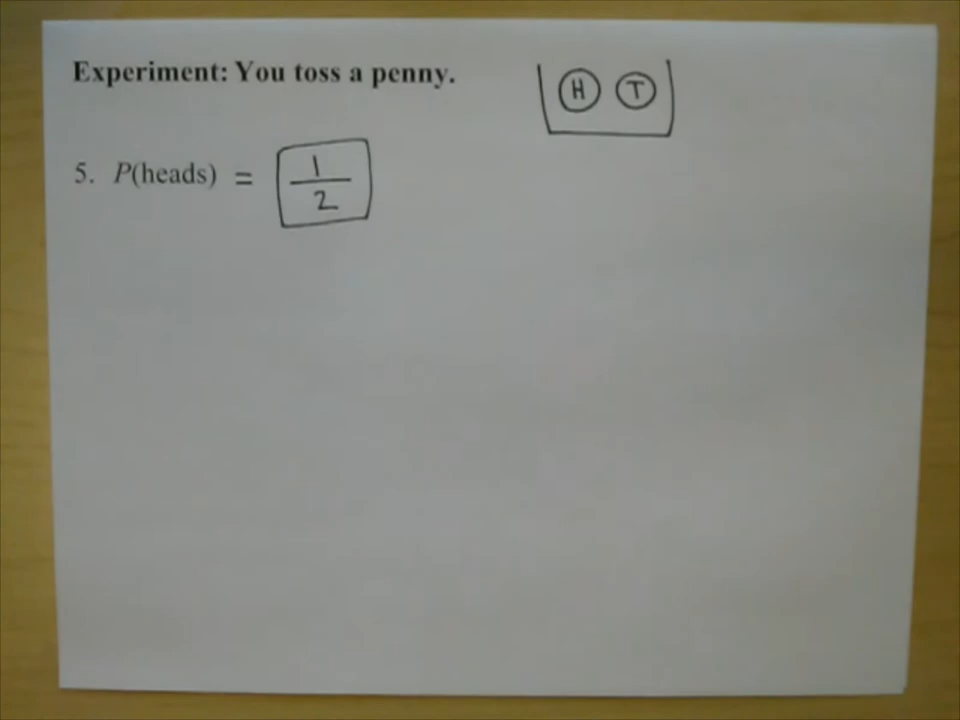 Experiment: You toss a penny.
H T
5. P(heads) = 1/2